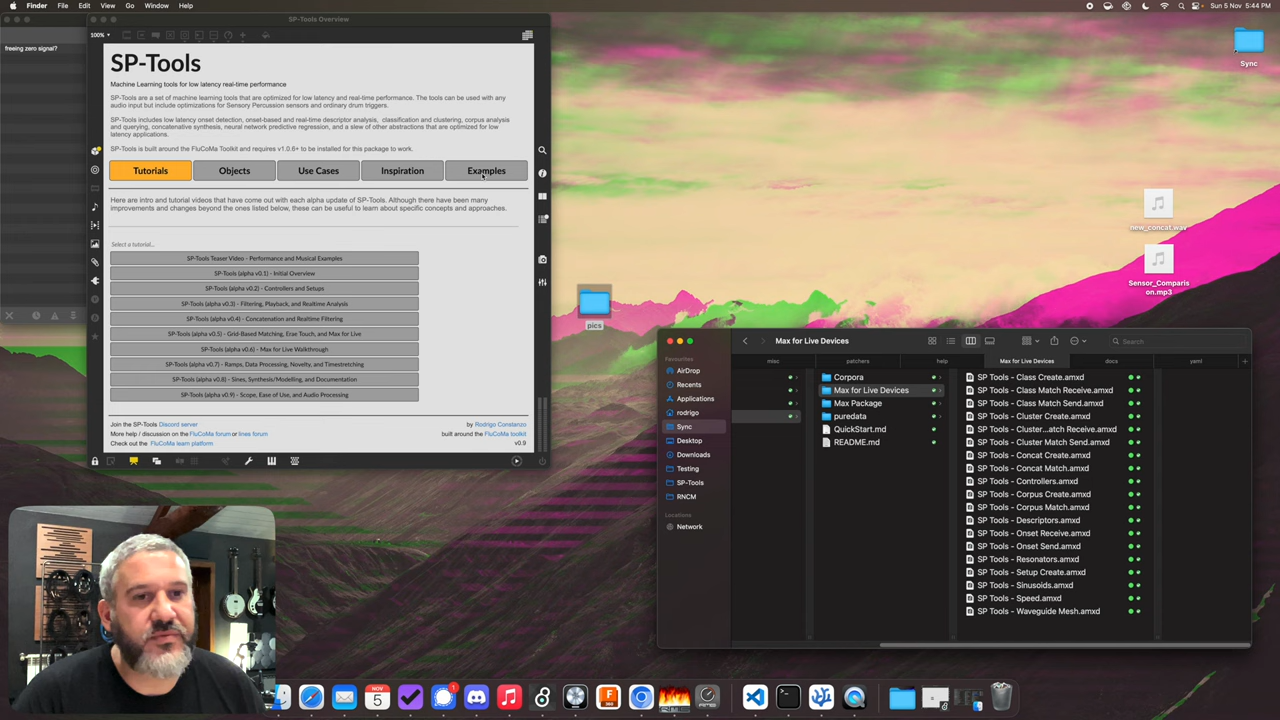 Finder File Edit View Go Window Help
Sun 5 Nov 5:44 PM
freeing zero signal?
SP-Tools Overview
100%
SP-Tools
Machine Learning tools for low latency real-time performance
SP-Tools are a set of machine learning tools that are optimized for low latency and real-time performance. The tools can be used with any
audio input but include optimizations for Sensory Percussion sensors and ordinary drum triggers.
SP-Tools includes low latency onset detection, onset-based and real-time descriptor analysis, classification and clustering, corpus analysis
and querying, concatenative synthesis, neural network predictive regression, and a slew of other abstractions that are optimized for low
latency applications.
SP-Tools is built around the FluCoMa Toolkit and requires v1.0.6+ to be installed for this package to work.
Tutorials Objects Use Cases Inspiration Examples
Here are intro and tutorial videos that have come out with each alpha update of SP-Tools. Although there have been many
improvements and changes beyond the ones listed below, these can be useful to learn about specific concepts and approaches.
Select a tutorial...
SP-Tools Teaser Video - Performance and Musical Examples
SP-Tools (alpha v0.1) - Initial Overview
SP-Tools (alpha v0.2) - Controllers and Setups
SP-Tools (alpha v0.3) - Filtering, Playback, and Realtime Analysis
SP-Tools (alpha v0.4) - Concatenation and Realtime Filtering
SP-Tools (alpha v0.5) - Grid-Based Matching, Erae Touch, and Max for Live
SP-Tools (alpha v0.6) - Max for Live Walkthrough
SP-Tools (alpha v0.7) - Ramps, Data Processing, Novelty, and Timestretching
SP-Tools (alpha v0.8) - Sines, Synthesis/Modelling, and Documentation
SP-Tools (alpha v0.9) - Scope, Ease of Use, and Audio Processing
Join the SP-Tools Discord server
More help / discussion on the FluCoMa forum or lines forum
Check out the FluCoMa learn platform
by Rodrigo Constanzo
built around the FluCoMa toolkit
v0.9
Sync
new_concat.wav
Sensor_Comparis
on.mp3
pics
Max for Live Devices
Search
misc patchers help Max for Live Devices docs yaml
Favourites
AirDrop
Recents
Applications
rodrigo
Sync
Desktop
Downloads
Testing
SP-Tools
RNCM
Locations
Network
Corpora
Max for Live Devices
Max Package
puredata
QuickStart.md
README.md
SP Tools - Class Create.amxd
SP Tools - Class Match Receive.amxd
SP Tools - Class Match Send.amxd
SP Tools - Cluster Create.amxd
SP Tools - Cluster...atch Receive.amxd
SP Tools - Cluster Match Send.amxd
SP Tools - Concat Create.amxd
SP Tools - Concat Match.amxd
SP Tools - Controllers.amxd
SP Tools - Corpus Create.amxd
SP Tools - Corpus Match.amxd
SP Tools - Descriptors.amxd
SP Tools - Onset Receive.amxd
SP Tools - Onset Send.amxd
SP Tools - Resonators.amxd
SP Tools - Setup Create.amxd
SP Tools - Sinusoids.amxd
SP Tools - Speed.amxd
SP Tools - Waveguide Mesh.amxd
NOV
5
1
F
360